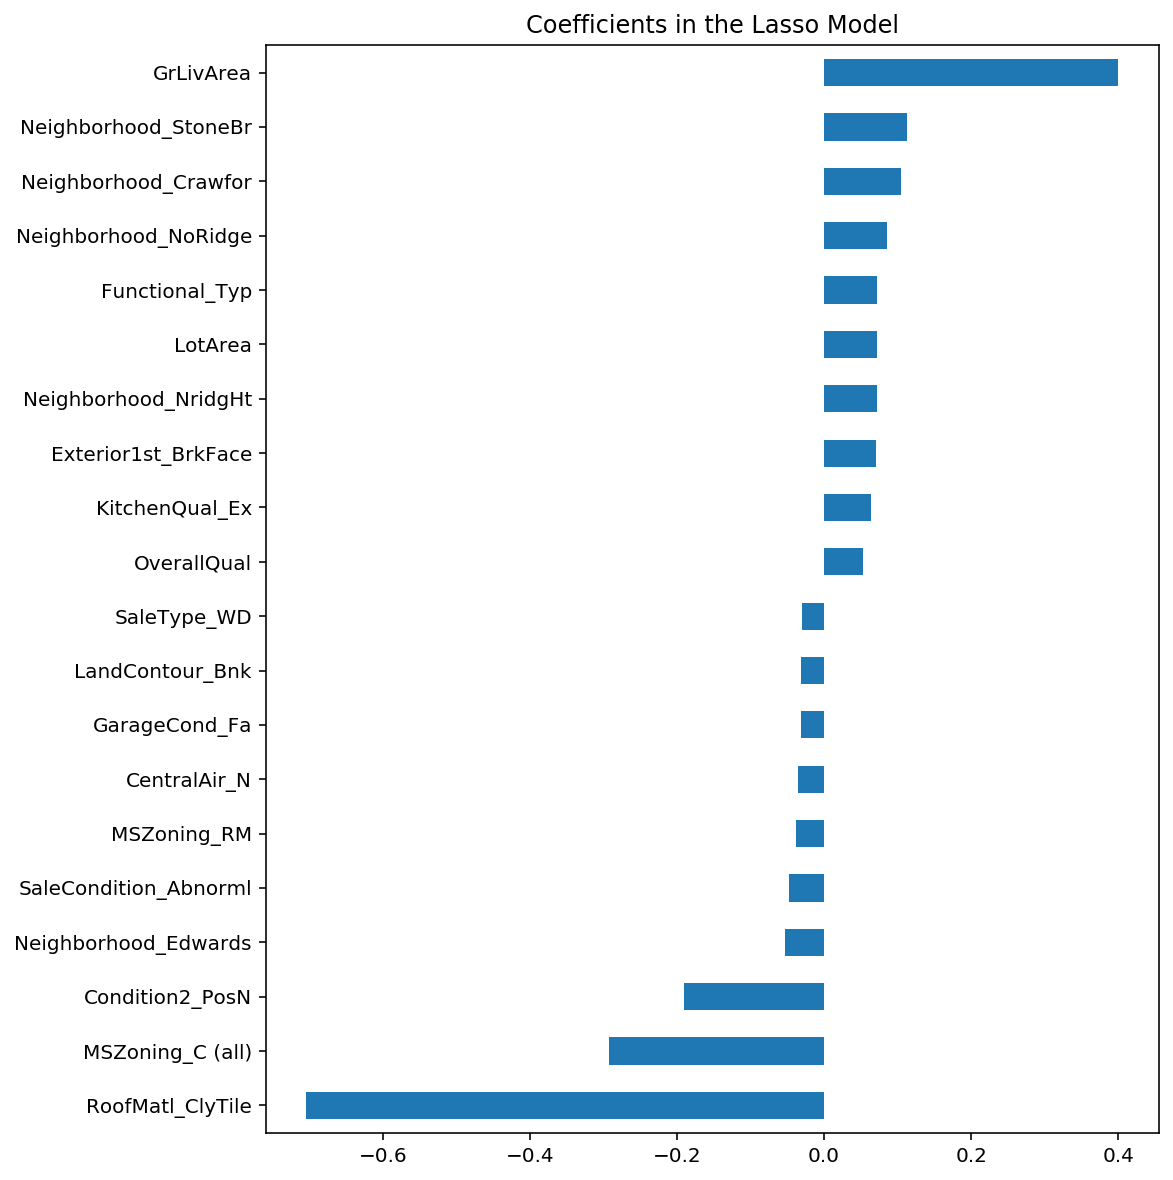 Coefficients in the Lasso Model
GrLivArea
Neighborhood_StoneBr
Neighborhood_Crawfor
Neighborhood_NoRidge
Functional_Typ
LotArea
Neighborhood_NridgHt
Exterior1st_BrkFace
KitchenQual_Ex
OverallQual
SaleType_WD
LandContour_Bnk
GarageCond_Fa
CentralAir_N
MSZoning_RM
SaleCondition_Abnorml
Neighborhood_Edwards
Condition2_PosN
MSZoning_C (all)
RoofMatl_ClyTile
−0.6 −0.4 −0.2 0.0 0.2 0.4